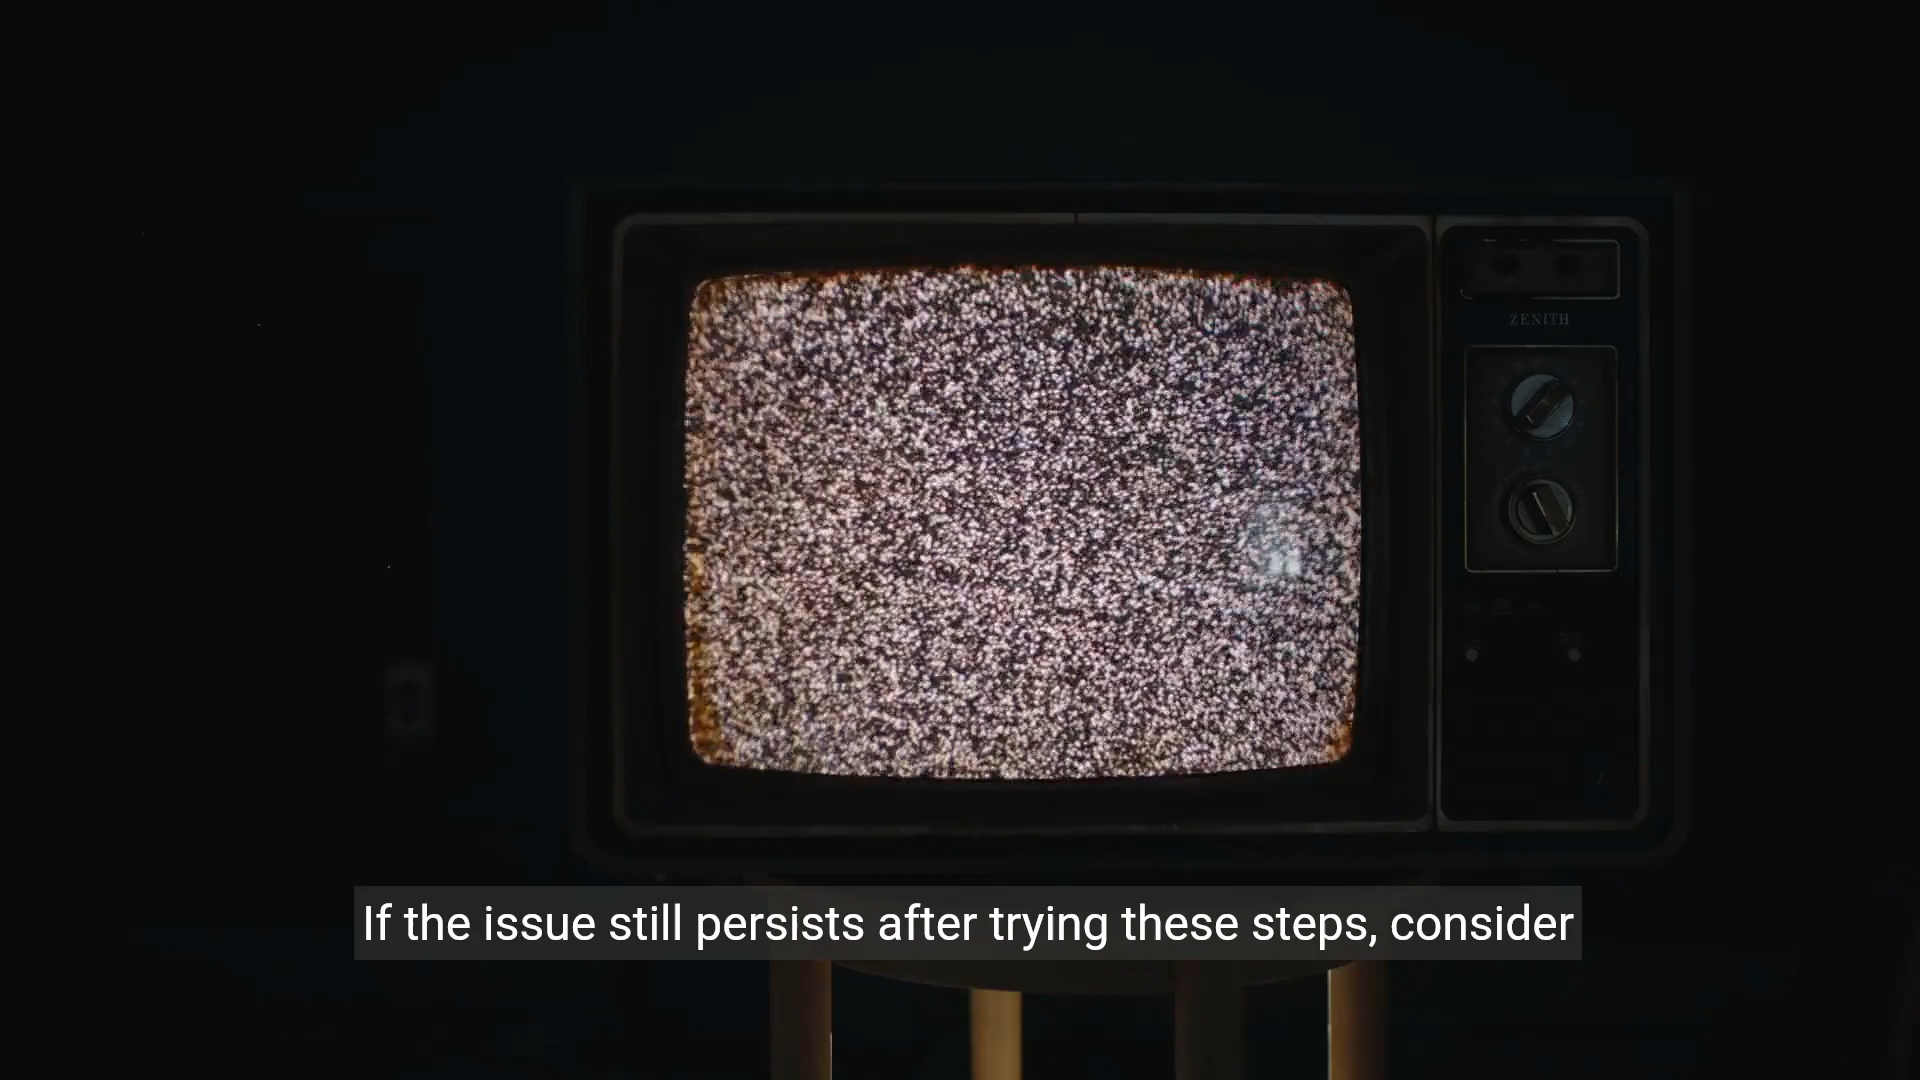 ZENITH
If the issue still persists after trying these steps, consider